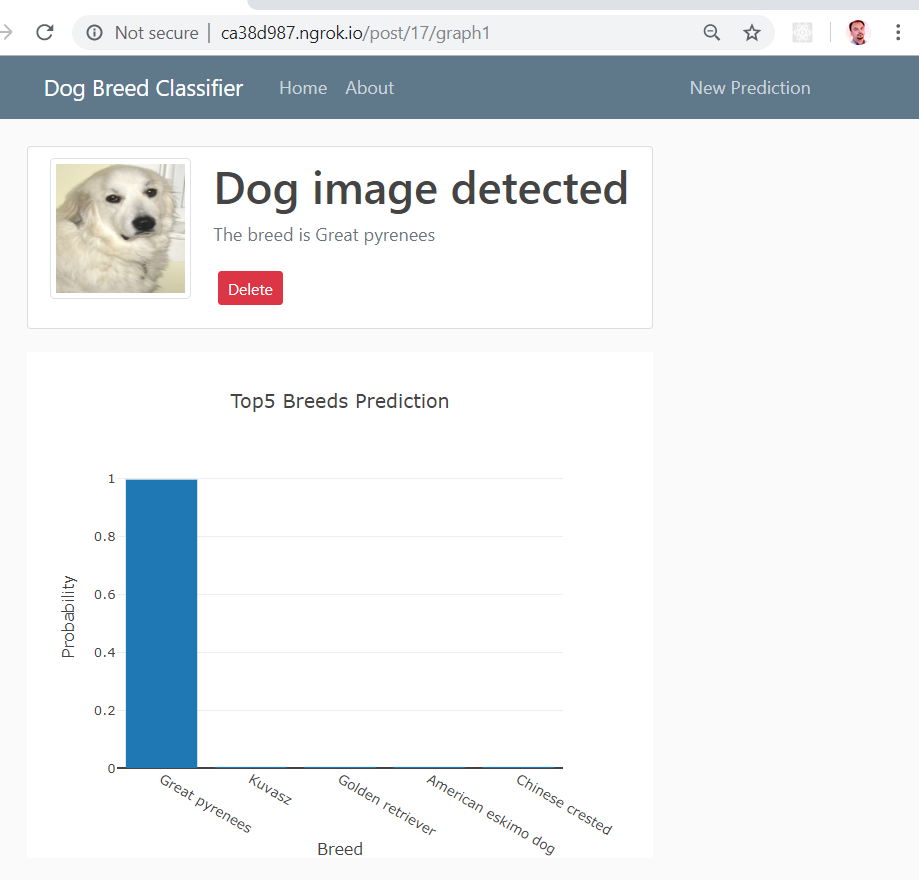 Not secure | ca38d987.ngrok.io/post/17/graph1
Dog Breed Classifier Home About New Prediction
Dog image detected
The breed is Great pyrenees
Delete
Top5 Breeds Prediction
1
0.8
0.6
0.4
0.2
0
Probability
Great pyrenees
Kuvasz
Golden retriever
American eskimo dog
Chinese crested
Breed